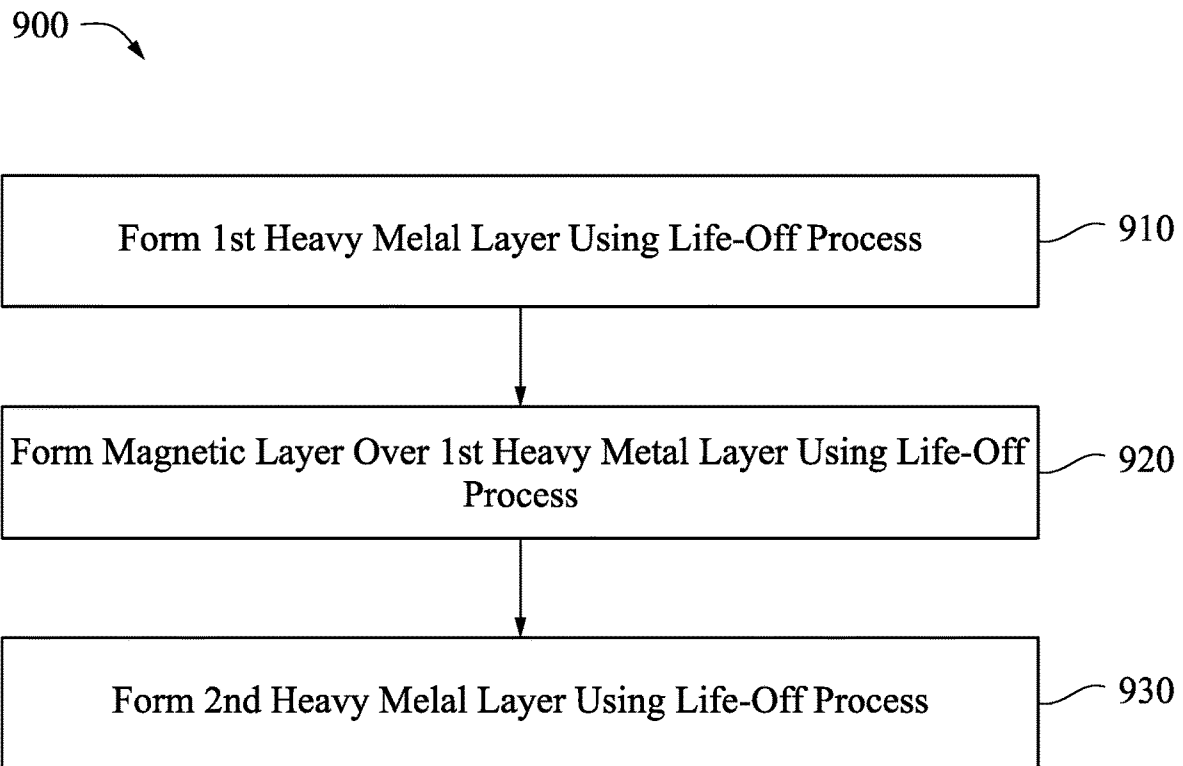 900
Form 1st Heavy Melal Layer Using Life-Off Process
910
Form Magnetic Layer Over 1st Heavy Metal Layer Using Life-Off
Process
920
Form 2nd Heavy Melal Layer Using Life-Off Process
930